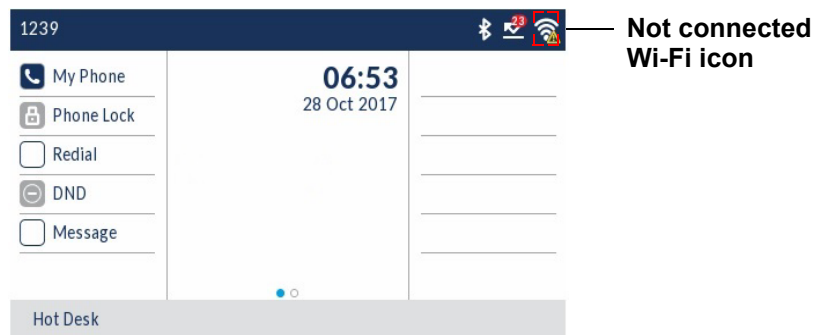 1239
23
Not connected
Wi-Fi icon
My Phone
06:53
Phone Lock
28 Oct 2017
Redial
DND
Message
Hot Desk